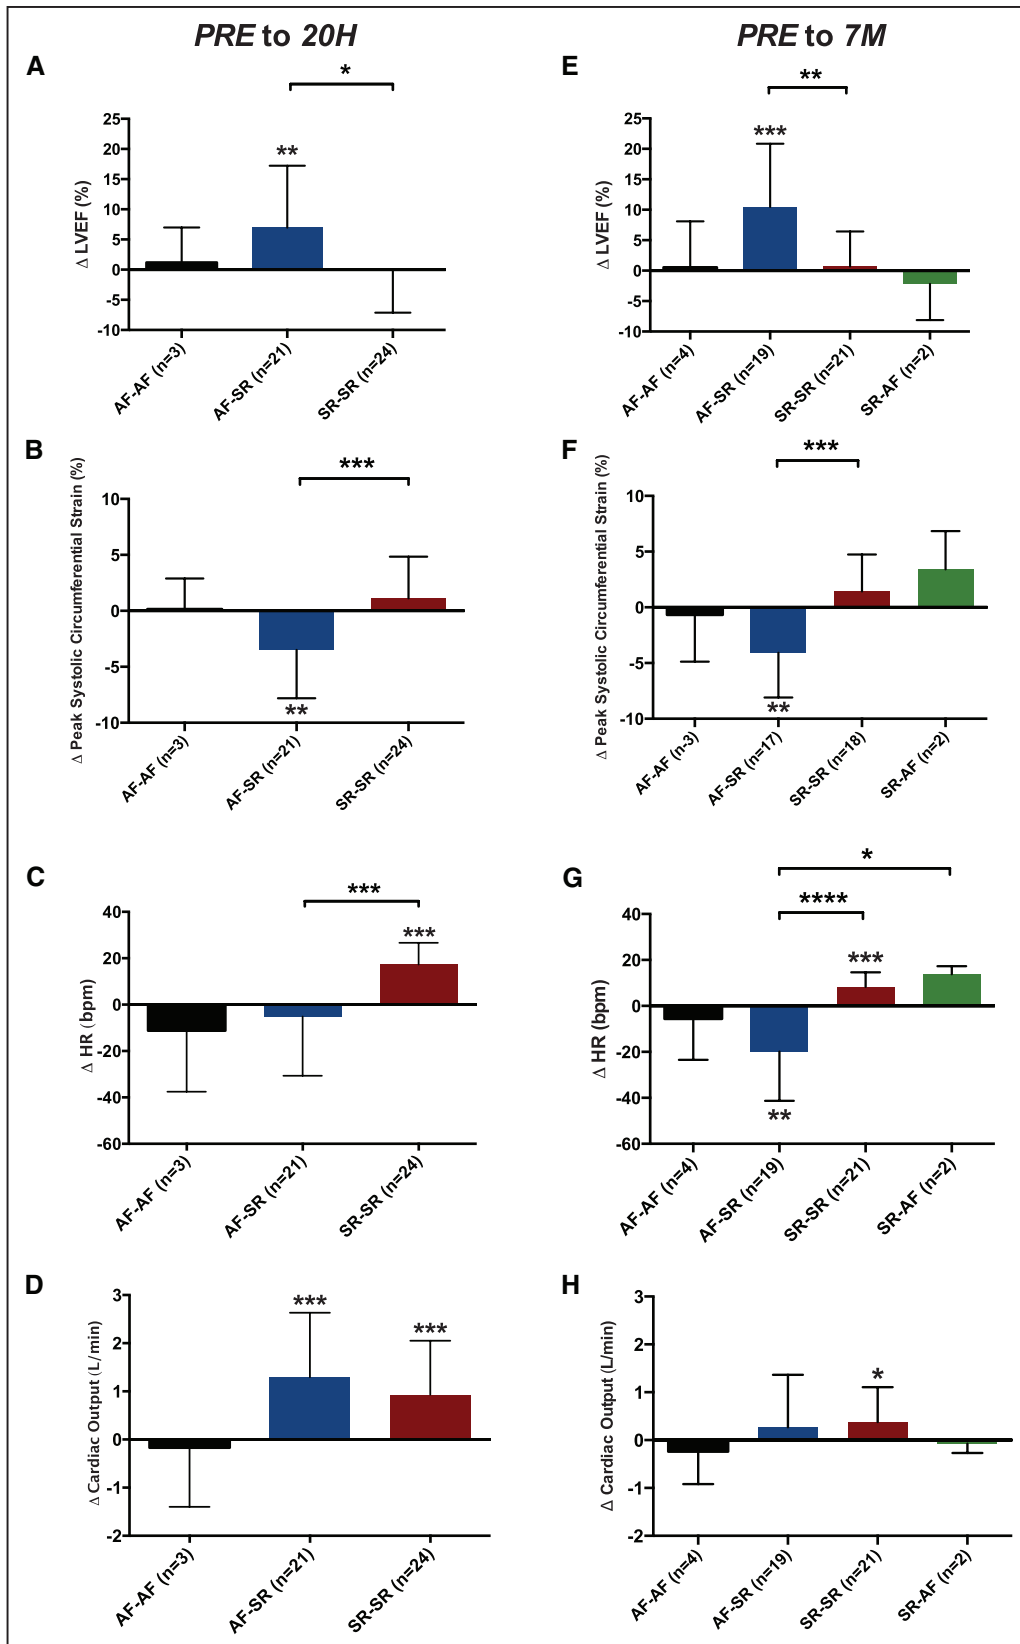 PRE to 20H
PRE to 7M
A
*
Δ LVEF (%)
25
20
15
10
5
0
-5
-10
**
AF-AF (n=3)
AF-SR (n=21)
SR-SR (n=24)
E
**
Δ LVEF (%)
25
20
15
10
5
0
-5
-10
***
AF-AF (n=4)
AF-SR (n=19)
SR-SR (n=21)
SR-AF (n=2)
B
***
Δ Peak Systolic Circumferential Strain (%)
10
5
0
-5
-10
**
AF-AF (n=3)
AF-SR (n=21)
SR-SR (n=24)
F
***
Δ Peak Systolic Circumferential Strain (%)
10
5
0
-5
-10
**
AF-AF (n-3)
AF-SR (n=17)
SR-SR (n=18)
SR-AF (n=2)
C
***
Δ HR (bpm)
40
20
0
-20
-40
-60
***
AF-AF (n=3)
AF-SR (n=21)
SR-SR (n=24)
G
*
****
Δ HR (bpm)
40
20
0
-20
-40
-60
***
**
AF-AF (n=4)
AF-SR (n=19)
SR-SR (n=21)
SR-AF (n=2)
D
Δ Cardiac Output (L/min)
3
2
1
0
-1
-2
***
***
AF-AF (n=3)
AF-SR (n=21)
SR-SR (n=24)
H
Δ Cardiac Output (L/min)
3
2
1
0
-1
-2
*
AF-AF (n=4)
AF-SR (n=19)
SR-SR (n=21)
SR-AF (n=2)